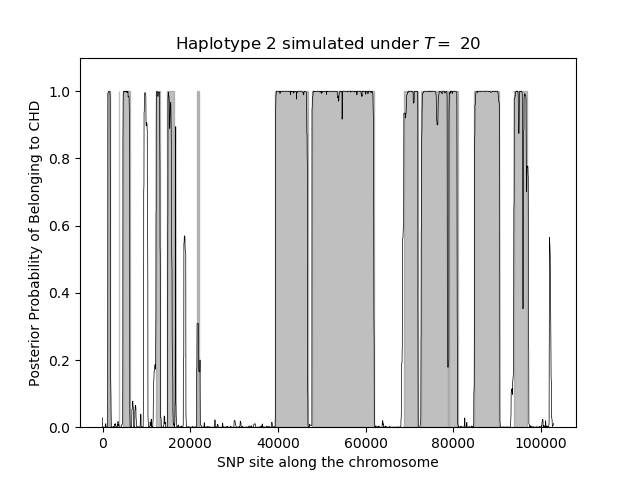 Haplotype 2 simulated under T = 20
Posterior Probability of Belonging to CHD
1.0
0.8
0.6
0.4
0.2
0.0
0 20000 40000 60000 80000 100000
SNP site along the chromosome